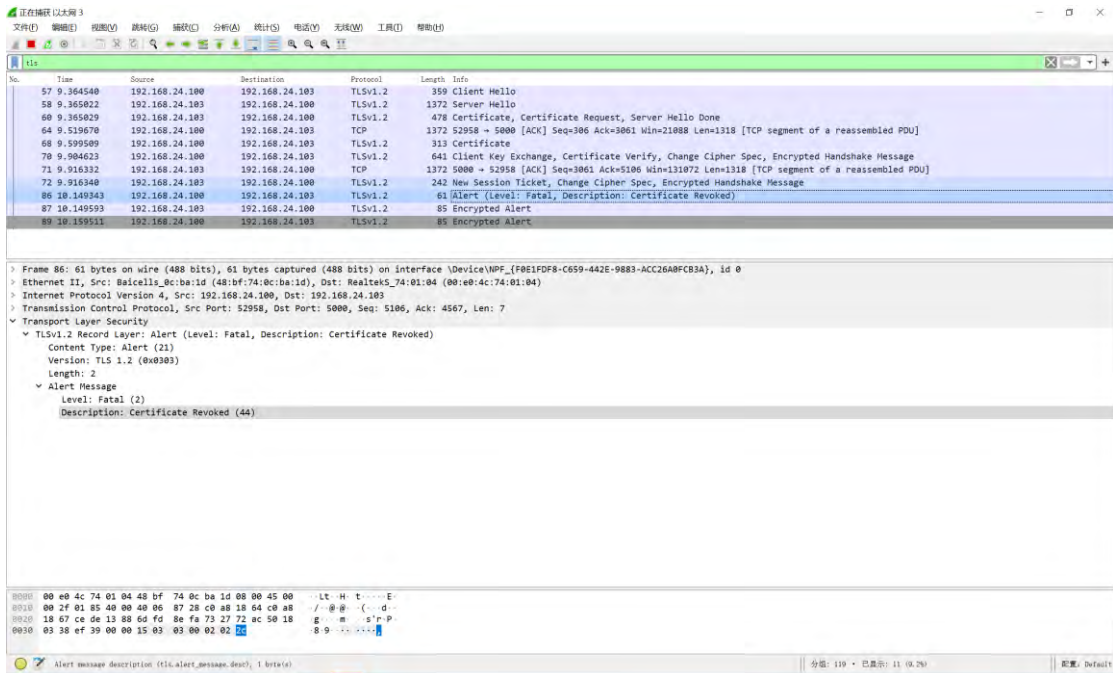 正在捕获 以太网 3
文件(F) 编辑(E) 视图(V) 跳转(G) 捕获(C) 分析(A) 统计(S) 电话(Y) 无线(W) 工具(T) 帮助(H)
tls
No. Time Source Destination Protocol Length Info
57 9.364540 192.168.24.100 192.168.24.103 TLSv1.2 359 Client Hello
58 9.365022 192.168.24.103 192.168.24.100 TLSv1.2 1372 Server Hello
60 9.365029 192.168.24.103 192.168.24.100 TLSv1.2 478 Certificate, Certificate Request, Server Hello Done
64 9.519670 192.168.24.100 192.168.24.103 TCP 1372 52958 → 5000 [ACK] Seq=306 Ack=3061 Win=21088 Len=1318 [TCP segment of a reassembled PDU]
68 9.599509 192.168.24.100 192.168.24.103 TLSv1.2 313 Certificate
70 9.904623 192.168.24.100 192.168.24.103 TLSv1.2 641 Client Key Exchange, Certificate Verify, Change Cipher Spec, Encrypted Handshake Message
71 9.916332 192.168.24.103 192.168.24.100 TCP 1372 5000 → 52958 [ACK] Seq=3061 Ack=5106 Win=131072 Len=1318 [TCP segment of a reassembled PDU]
72 9.916340 192.168.24.103 192.168.24.100 TLSv1.2 242 New Session Ticket, Change Cipher Spec, Encrypted Handshake Message
86 10.149343 192.168.24.100 192.168.24.103 TLSv1.2 61 Alert (Level: Fatal, Description: Certificate Revoked)
87 10.149593 192.168.24.103 192.168.24.100 TLSv1.2 85 Encrypted Alert
89 10.159511 192.168.24.100 192.168.24.103 TLSv1.2 85 Encrypted Alert
Frame 86: 61 bytes on wire (488 bits), 61 bytes captured (488 bits) on interface \Device\NPF_{F0E1FDF8-C659-442E-9883-ACC26A0FCB3A}, id 0
Ethernet II, Src: Baicells_0c:ba:1d (48:bf:74:0c:ba:1d), Dst: RealtekS_74:01:04 (00:e0:4c:74:01:04)
Internet Protocol Version 4, Src: 192.168.24.100, Dst: 192.168.24.103
Transmission Control Protocol, Src Port: 52958, Dst Port: 5000, Seq: 5106, Ack: 4567, Len: 7
Transport Layer Security
TLSv1.2 Record Layer: Alert (Level: Fatal, Description: Certificate Revoked)
Content Type: Alert (21)
Version: TLS 1.2 (0x0303)
Length: 2
Alert Message
Level: Fatal (2)
Description: Certificate Revoked (44)
0000 00 e0 4c 74 01 04 48 bf 74 0c ba 1d 08 00 45 00 ··Lt··H· t·····E·
0010 00 2f 01 85 40 00 40 06 87 28 c0 a8 18 64 c0 a8 ·/··@·@· ·(···d··
0020 18 67 ce de 13 88 6d fd 8e fa 73 27 72 ac 50 18 ·g····m· ··s'r·P·
0030 03 38 ef 39 00 00 15 03 03 00 02 02 2c ·8·9···· ····,
Alert message description (tls.alert_message.desc), 1 byte(s)
分组: 119 · 已显示: 11 (9.2%)
配置: Default